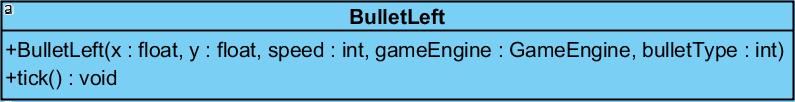 a
BulletLeft
+BulletLeft(x : float, y : float, speed : int, gameEngine : GameEngine, bulletType : int)
+tick() : void